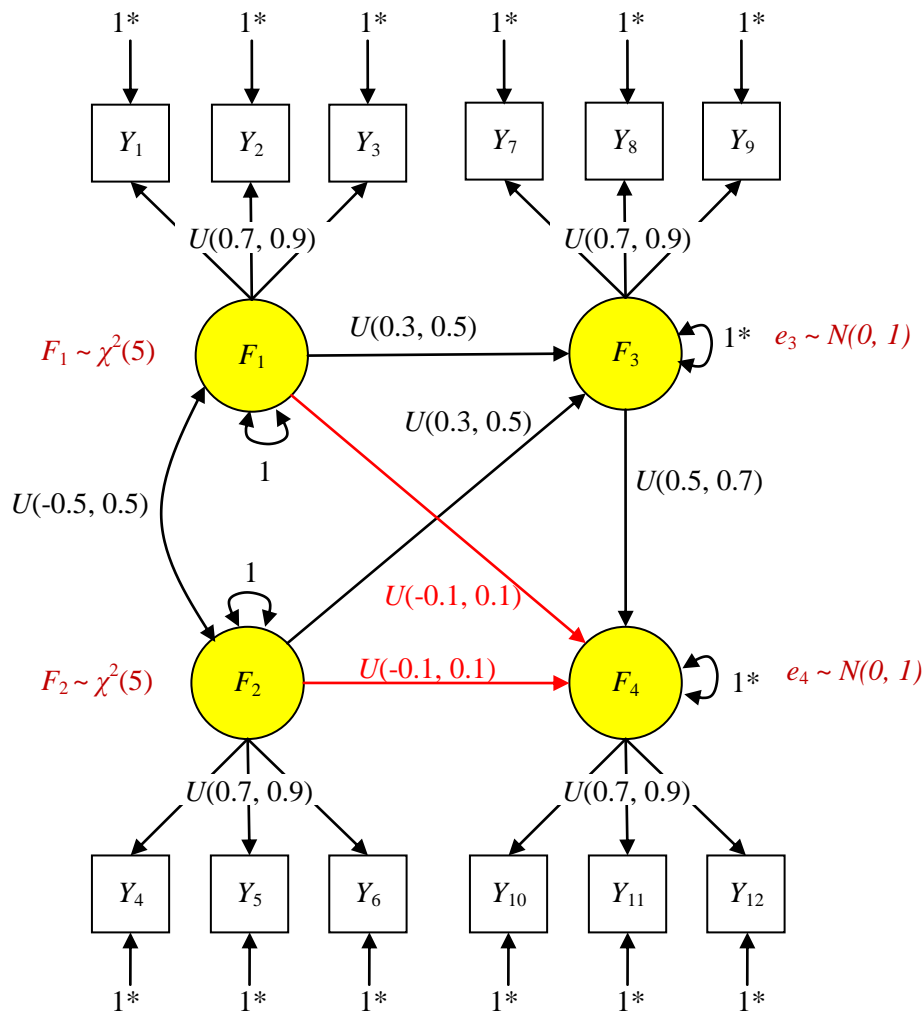 1* 1* 1* 1* 1* 1*
Y₁ Y₂ Y₃ Y₇ Y₈ Y₉
U(0.7, 0.9) U(0.7, 0.9)
F₁ ~ χ²(5) F₁ U(0.3, 0.5) F₃ 1* e₃ ~ N(0, 1)
U(0.3, 0.5)
1
U(-0.5, 0.5) U(0.5, 0.7)
1
U(-0.1, 0.1)
F₂ ~ χ²(5) F₂ U(-0.1, 0.1) F₄ 1* e₄ ~ N(0, 1)
U(0.7, 0.9) U(0.7, 0.9)
Y₄ Y₅ Y₆ Y₁₀ Y₁₁ Y₁₂
1* 1* 1* 1* 1* 1*